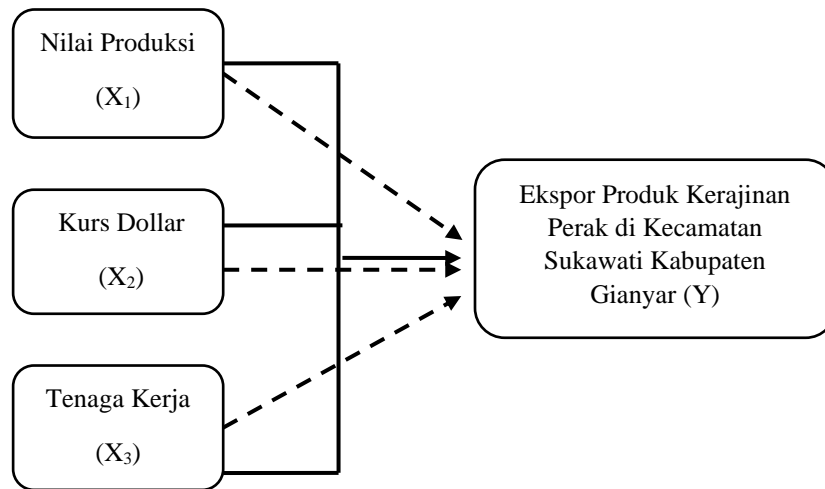 Nilai Produksi
(X₁)
Kurs Dollar
(X₂)
Tenaga Kerja
(X₃)
Ekspor Produk Kerajinan
Perak di Kecamatan
Sukawati Kabupaten
Gianyar (Y)